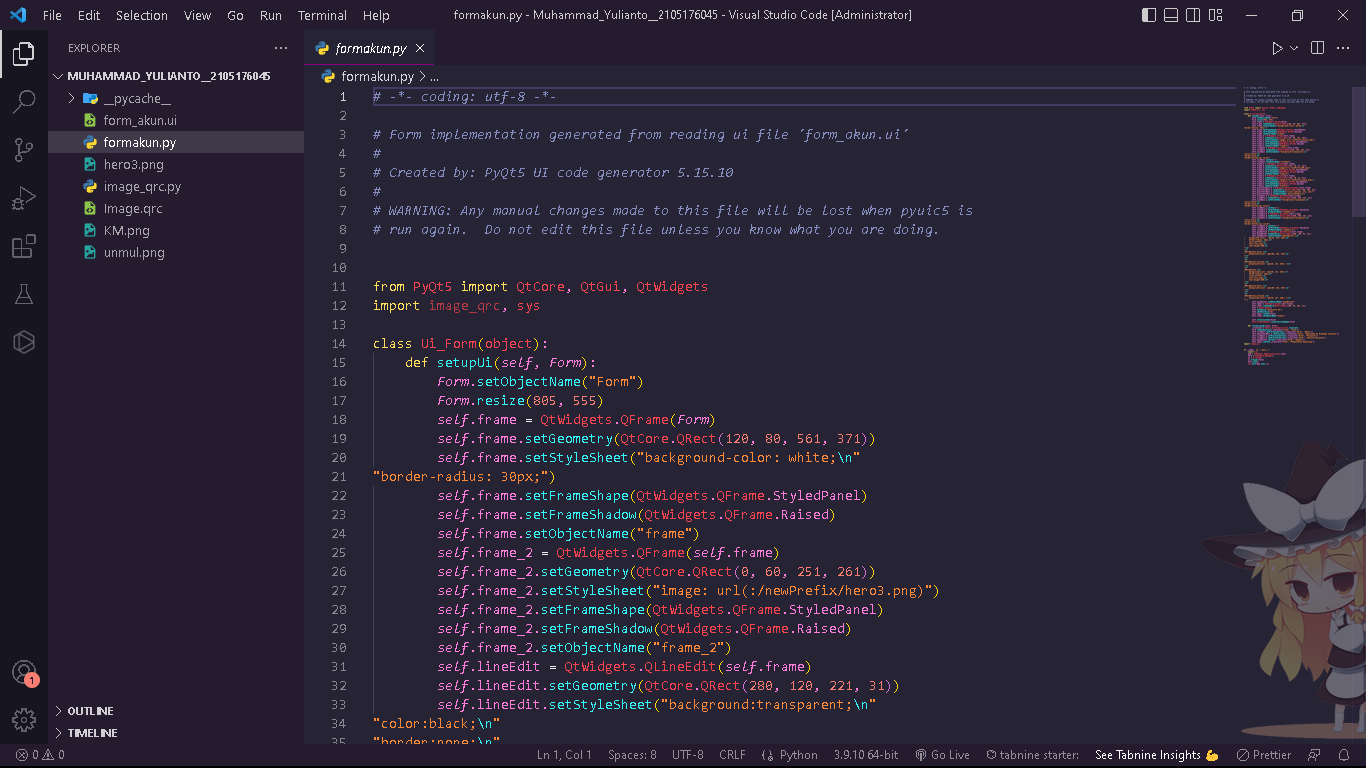 File Edit Selection View Go Run Terminal Help
formakun.py - Muhammad_Yulianto__2105176045 - Visual Studio Code [Administrator]
EXPLORER
MUHAMMAD_YULIANTO__2105176045
__pycache__
form_akun.ui
formakun.py
hero3.png
image_qrc.py
Image.qrc
KM.png
unmul.png
OUTLINE
TIMELINE
1
formakun.py
formakun.py > ...
1 # -*- coding: utf-8 -*-
2
3 # Form implementation generated from reading ui file 'form_akun.ui'
4 #
5 # Created by: PyQt5 UI code generator 5.15.10
6 #
7 # WARNING: Any manual changes made to this file will be lost when pyuic5 is
8 # run again.  Do not edit this file unless you know what you are doing.
9
10
11 from PyQt5 import QtCore, QtGui, QtWidgets
12 import image_qrc, sys
13
14 class Ui_Form(object):
15     def setupUi(self, Form):
16         Form.setObjectName("Form")
17         Form.resize(805, 555)
18         self.frame = QtWidgets.QFrame(Form)
19         self.frame.setGeometry(QtCore.QRect(120, 80, 561, 371))
20         self.frame.setStyleSheet("background-color: white;\n"
21 "border-radius: 30px;")
22         self.frame.setFrameShape(QtWidgets.QFrame.StyledPanel)
23         self.frame.setFrameShadow(QtWidgets.QFrame.Raised)
24         self.frame.setObjectName("frame")
25         self.frame_2 = QtWidgets.QFrame(self.frame)
26         self.frame_2.setGeometry(QtCore.QRect(0, 60, 251, 261))
27         self.frame_2.setStyleSheet("image: url(:/newPrefix/hero3.png)")
28         self.frame_2.setFrameShape(QtWidgets.QFrame.StyledPanel)
29         self.frame_2.setFrameShadow(QtWidgets.QFrame.Raised)
30         self.frame_2.setObjectName("frame_2")
31         self.lineEdit = QtWidgets.QLineEdit(self.frame)
32         self.lineEdit.setGeometry(QtCore.QRect(280, 120, 221, 31))
33         self.lineEdit.setStyleSheet("background:transparent;\n"
34 "color:black;\n"
35 "border:none;\n"
0 0 Ln 1, Col 1 Spaces: 8 UTF-8 CRLF Python 3.9.10 64-bit Go Live tabnine starter: See Tabnine Insights 💪 Prettier